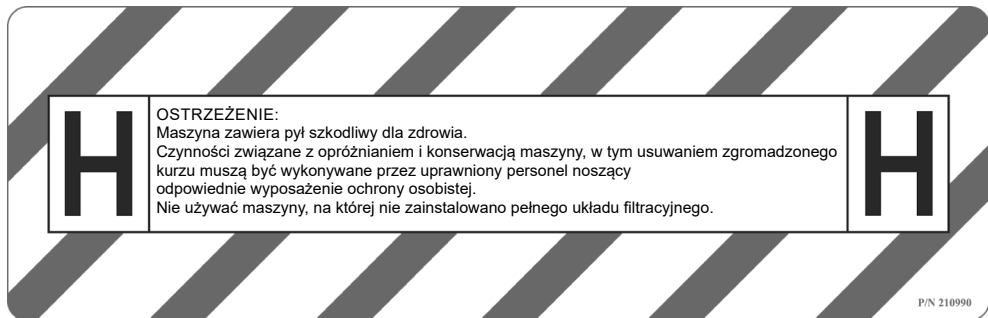 H
OSTRZEŻENIE:
Maszyna zawiera pył szkodliwy dla zdrowia.
Czynności związane z opróżnianiem i konserwacją maszyny, w tym usuwaniem zgromadzonego
kurzu muszą być wykonywane przez uprawniony personel noszący
odpowiednie wyposażenie ochrony osobistej.
Nie używać maszyny, na której nie zainstalowano pełnego układu filtracyjnego.
H
P/N 210990